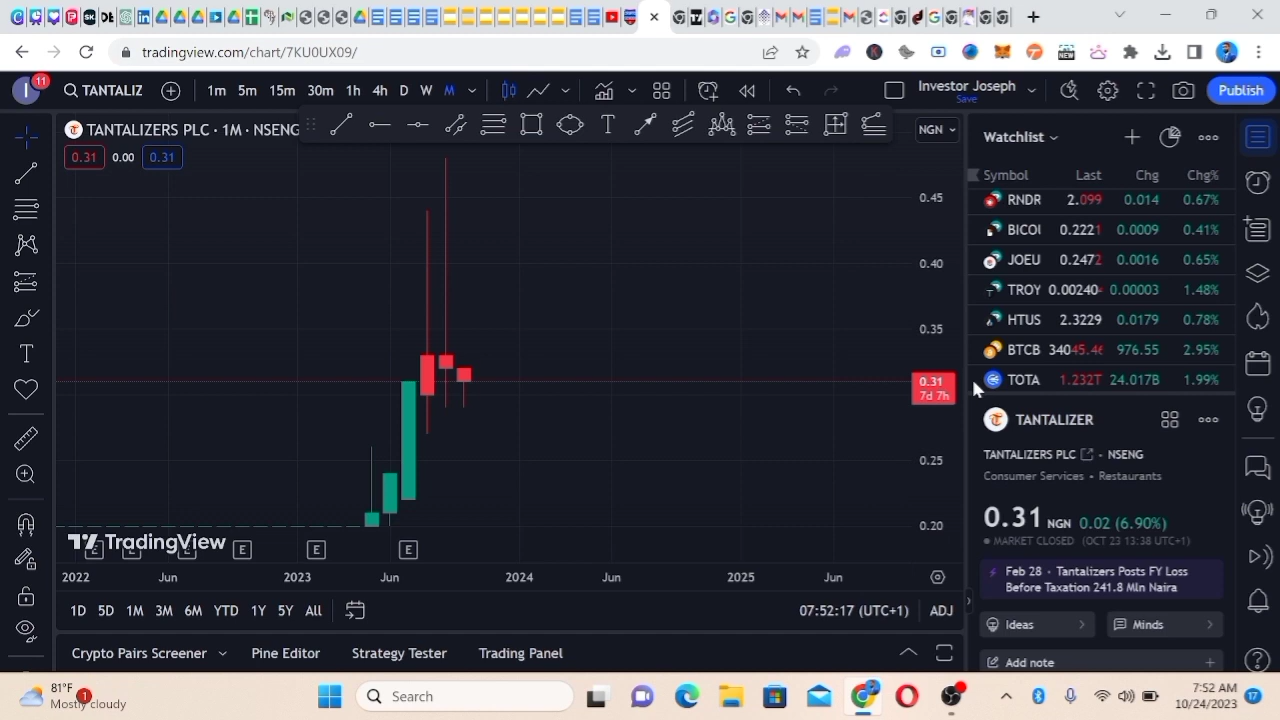 tradingview.com/chart/7KU0UX09/
NEW
11
TANTALIZ
1m 5m 15m 30m 1h 4h D W M
Investor Joseph
Save
Publish
TANTALIZERS PLC · 1M · NSENG
NGN
0.31 0.00 0.31
0.45
0.40
0.35
0.31
7d 7h
0.25
0.20
TradingView
E E E E E E
2022 Jun 2023 Jun 2024 Jun 2025 Jun
1D 5D 1M 3M 6M YTD 1Y 5Y All
07:52:17 (UTC+1) ADJ
Crypto Pairs Screener Pine Editor Strategy Tester Trading Panel
Watchlist
Symbol Last Chg Chg%
RNDR 2.099 0.014 0.67%
BICOI 0.2221 0.0009 0.41%
JOEU 0.2472 0.0016 0.65%
TROY 0.00240 0.00003 1.48%
HTUS 2.3229 0.0179 0.78%
BTCB 34045.46 976.55 2.95%
TOTA 1.232T 24.017B 1.99%
TANTALIZER
TANTALIZERS PLC - NSENG
Consumer Services • Restaurants
0.31 NGN 0.02 (6.90%)
MARKET CLOSED (OCT 23 13:38 UTC+1)
Feb 28 · Tantalizers Posts FY Loss
Before Taxation 241.8 Mln Naira
Ideas Minds
Add note
81°F
Mostly cloudy
1
Search
7:52 AM
10/24/2023
17